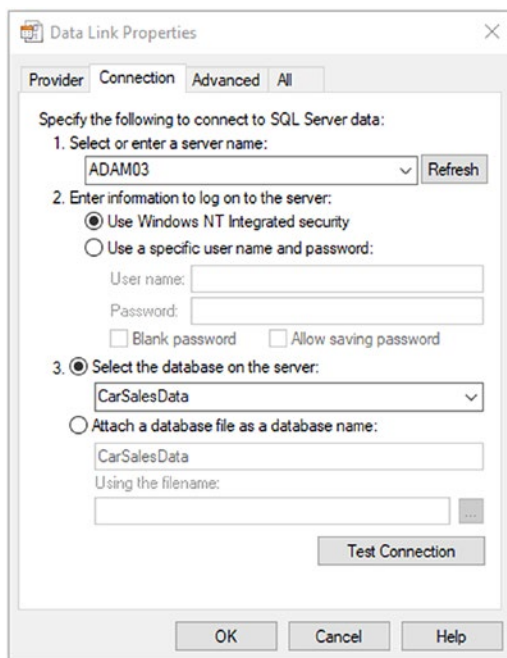 Data Link Properties
Provider Connection Advanced All
Specify the following to connect to SQL Server data:
1. Select or enter a server name:
ADAM03 Refresh
2. Enter information to log on to the server:
Use Windows NT Integrated security
Use a specific user name and password:
User name:
Password:
Blank password Allow saving password
3. Select the database on the server:
CarSalesData
Attach a database file as a database name:
CarSalesData
Using the filename:
...
Test Connection
OK Cancel Help